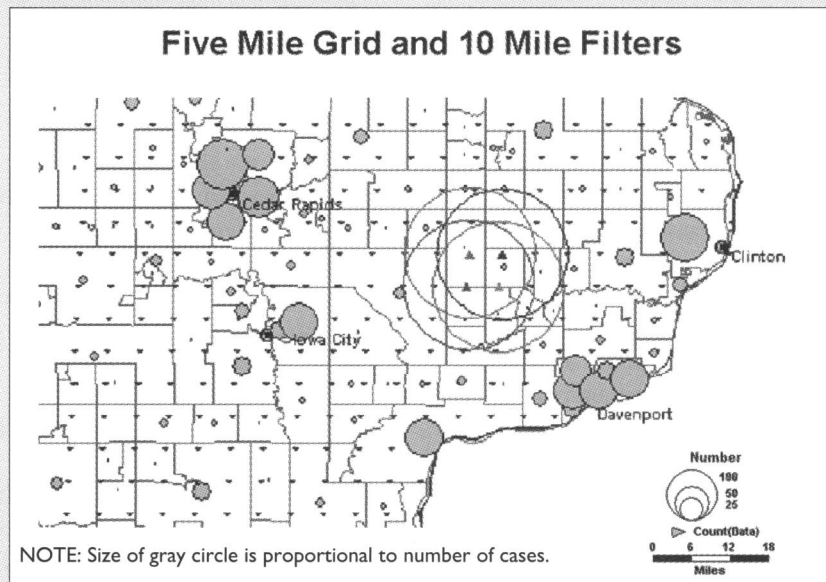 Five Mile Grid and 10 Mile Filters
Cedar Rapids
Clinton
Iowa City
Davenport
Number
100
50
25
Count(Data)
0 6 12 18
Miles
NOTE: Size of gray circle is proportional to number of cases.